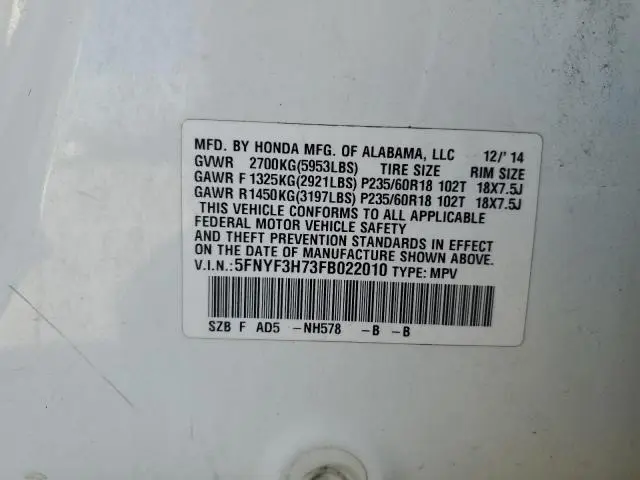 MFD. BY HONDA MFG. OF ALABAMA, LLC 12/'14
GVWR 2700KG(5953LBS) TIRE SIZE RIM SIZE
GAWR F 1325KG(2921LBS) P235/60R18 102T 18X7.5J
GAWR R1450KG(3197LBS) P235/60R18 102T 18X7.5J
THIS VEHICLE CONFORMS TO ALL APPLICABLE
FEDERAL MOTOR VEHICLE SAFETY
AND THEFT PREVENTION STANDARDS IN EFFECT
ON THE DATE OF MANUFACTURE SHOWN ABOVE.
V.I.N.:5FNYF3H73FB022010 TYPE: MPV
SZB F AD5 -NH578 -B -B